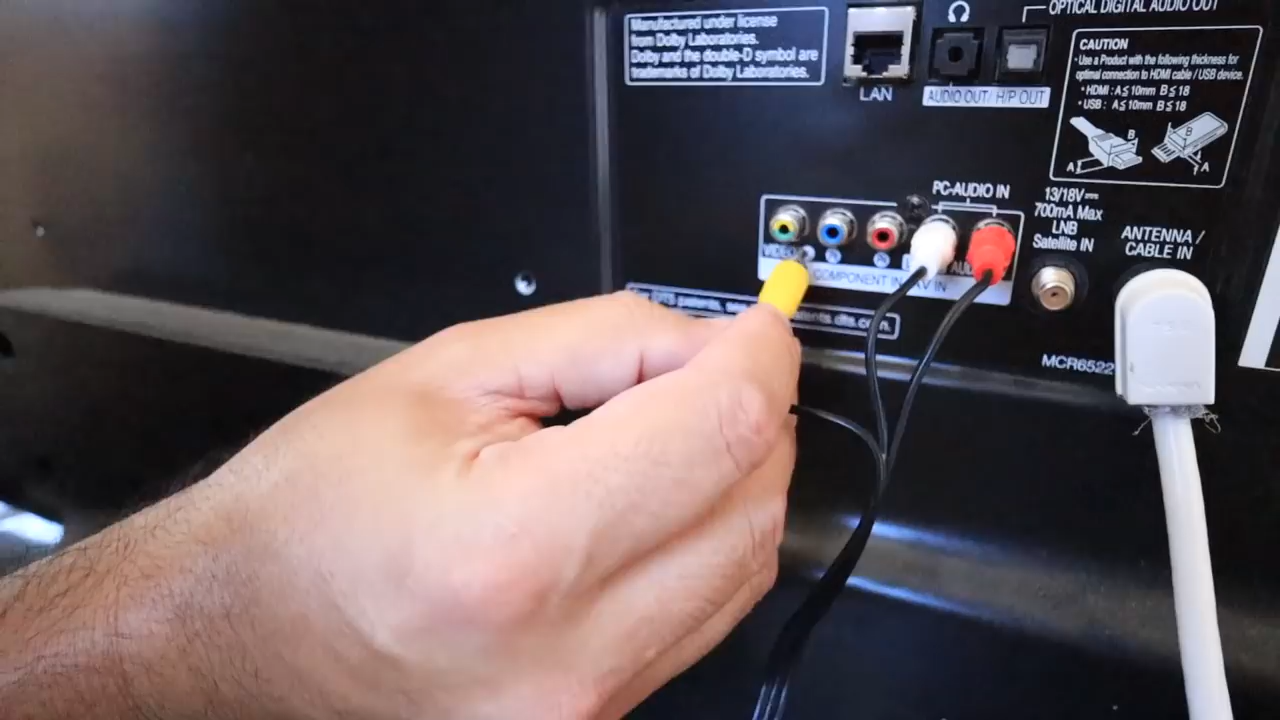 Manufactured under license
from Dolby Laboratories.
Dolby and the double-D symbol are
trademarks of Dolby Laboratories.
LAN
AUDIO OUT/ H/P OUT
OPTICAL DIGITAL AUDIO OUT
CAUTION
• Use a Product with the following thickness for
optimal connection to HDMI cable / USB device.
• HDMI : A≦10mm B≦18
• USB : A≦10mm B≦18
B
A
B
A
PC-AUDIO IN
13/18V
700mA Max
LNB
Satellite IN
ANTENNA /
CABLE IN
VIDEO
COMPONENT IN AV IN
DTS patents,
patents.dts.com.
MCR6522